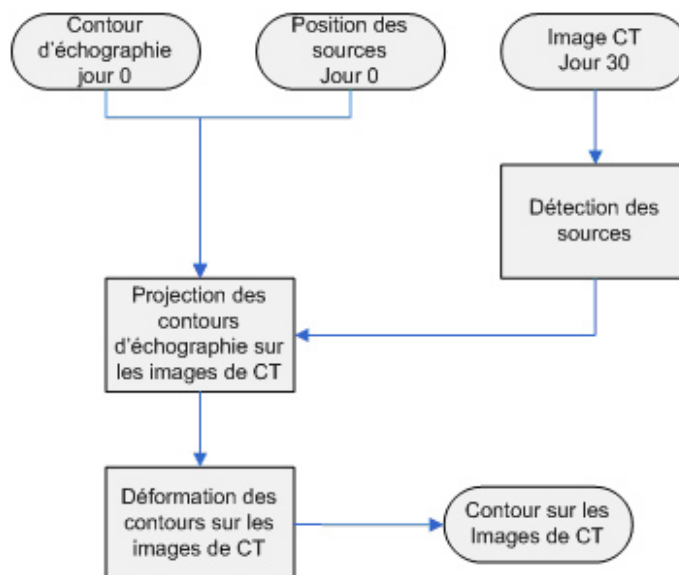 Contour
d'échographie
jour 0
Position des
sources
Jour 0
Image CT
Jour 30
Détection des
sources
Projection des
contours
d'échographie sur
les images de CT
Déformation des
contours sur les
images de CT
Contour sur les
Images de CT